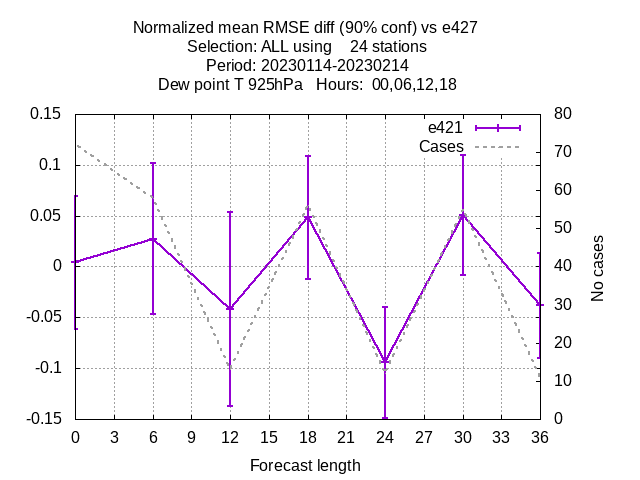 Normalized mean RMSE diff (90% conf) vs e427
Selection: ALL using    24 stations
Period: 20230114-20230214
Dew point T 925hPa   Hours:  00,06,12,18
0.15
0.1
0.05
0
-0.05
-0.1
-0.15
80
70
60
50
40
30
20
10
0
e421
Cases
No cases
0 3 6 9 12 15 18 21 24 27 30 33 36
Forecast length